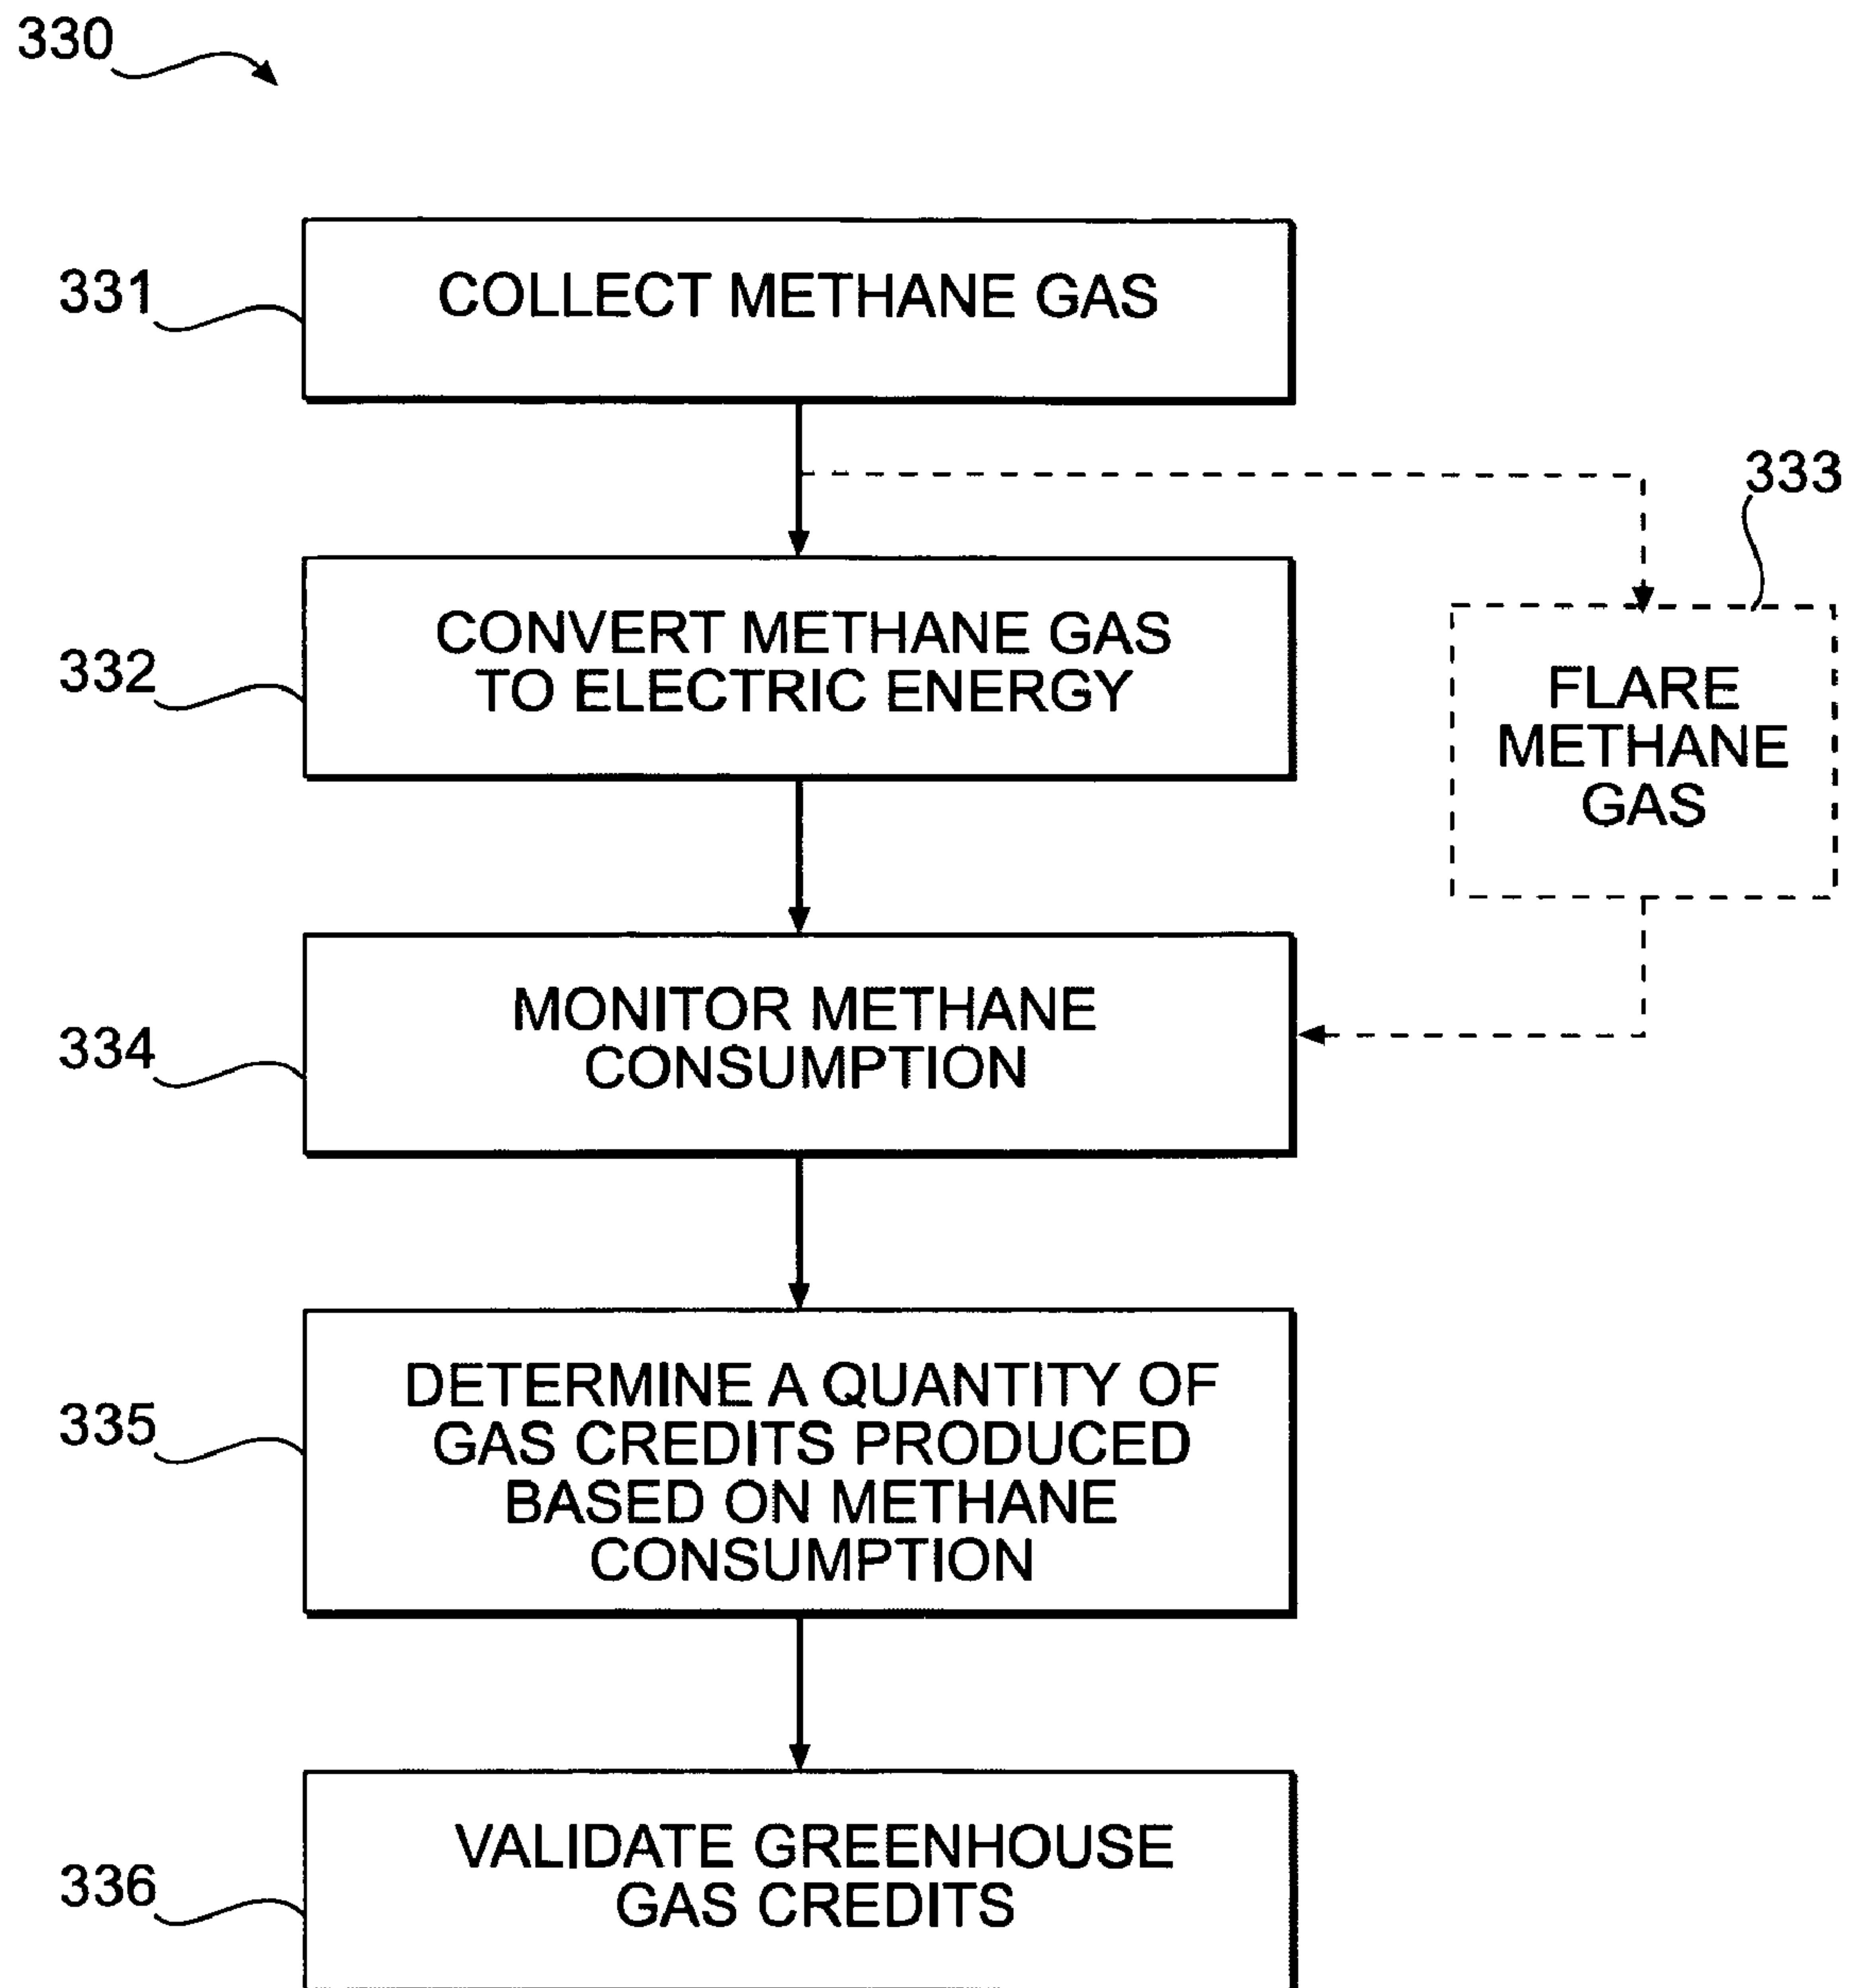 330
331
COLLECT METHANE GAS
333
332
CONVERT METHANE GAS
TO ELECTRIC ENERGY
FLARE
METHANE
GAS
334
MONITOR METHANE
CONSUMPTION
335
DETERMINE A QUANTITY OF
GAS CREDITS PRODUCED
BASED ON METHANE
CONSUMPTION
336
VALIDATE GREENHOUSE
GAS CREDITS